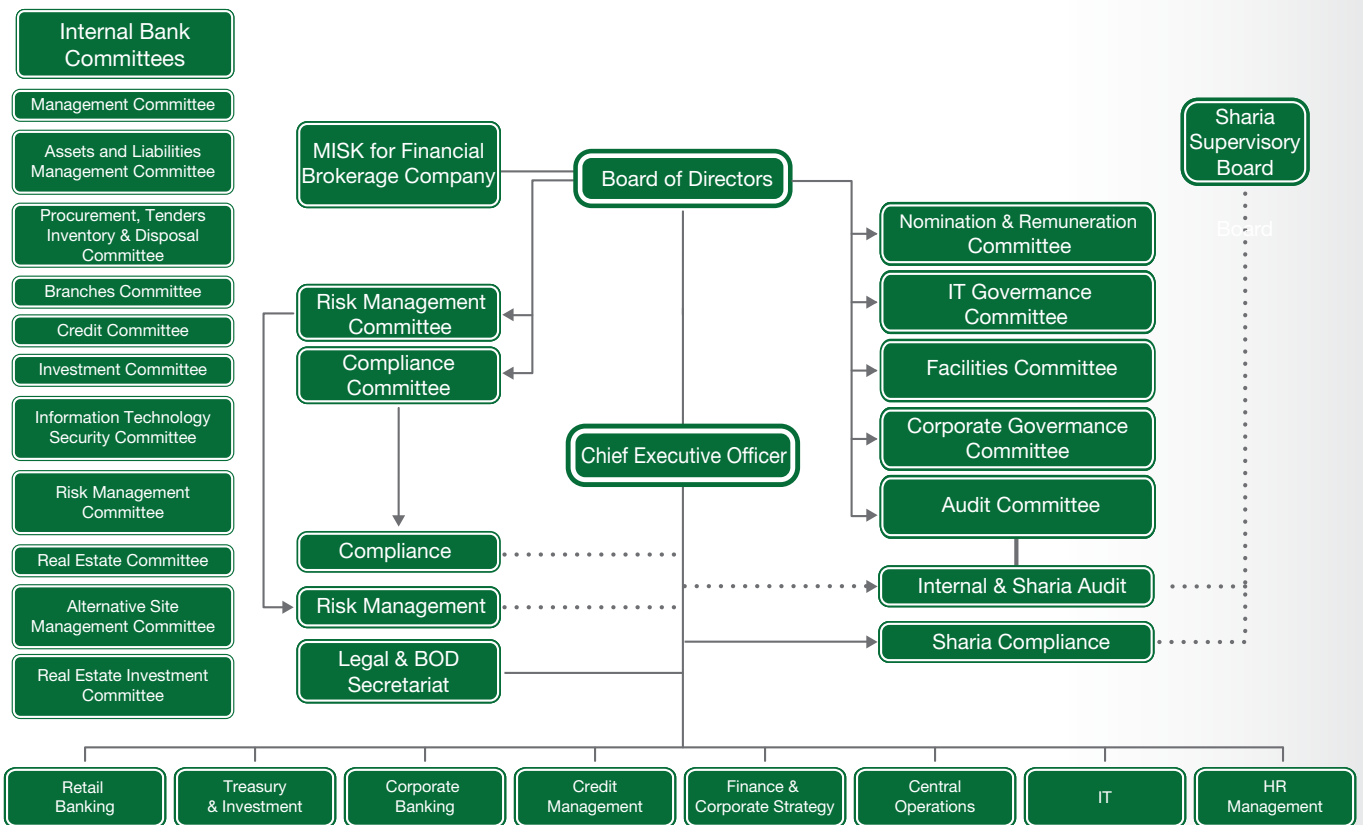 Internal Bank
Committees
Management Committee
Assets and Liabilities
Management Committee
Procurement, Tenders
Inventory & Disposal
Committee
Branches Committee
Credit Committee
Investment Committee
Information Technology
Security Committee
Risk Management
Committee
Real Estate Committee
Alternative Site
Management Committee
Real Estate Investment
Committee
MISK for Financial
Brokerage Company
Board of Directors
Sharia
Supervisory
Board
Board
Risk Management
Committee
Compliance
Committee
Nomination & Remuneration
Committee
IT Govermance
Committee
Facilities Committee
Corporate Governance
Committee
Audit Committee
Chief Executive Officer
Compliance
Risk Management
Legal & BOD
Secretariat
Internal & Sharia Audit
Sharia Compliance
Retail
Banking
Treasury
& Investment
Corporate
Banking
Credit
Management
Finance &
Corporate Strategy
Central
Operations
IT
HR
Management